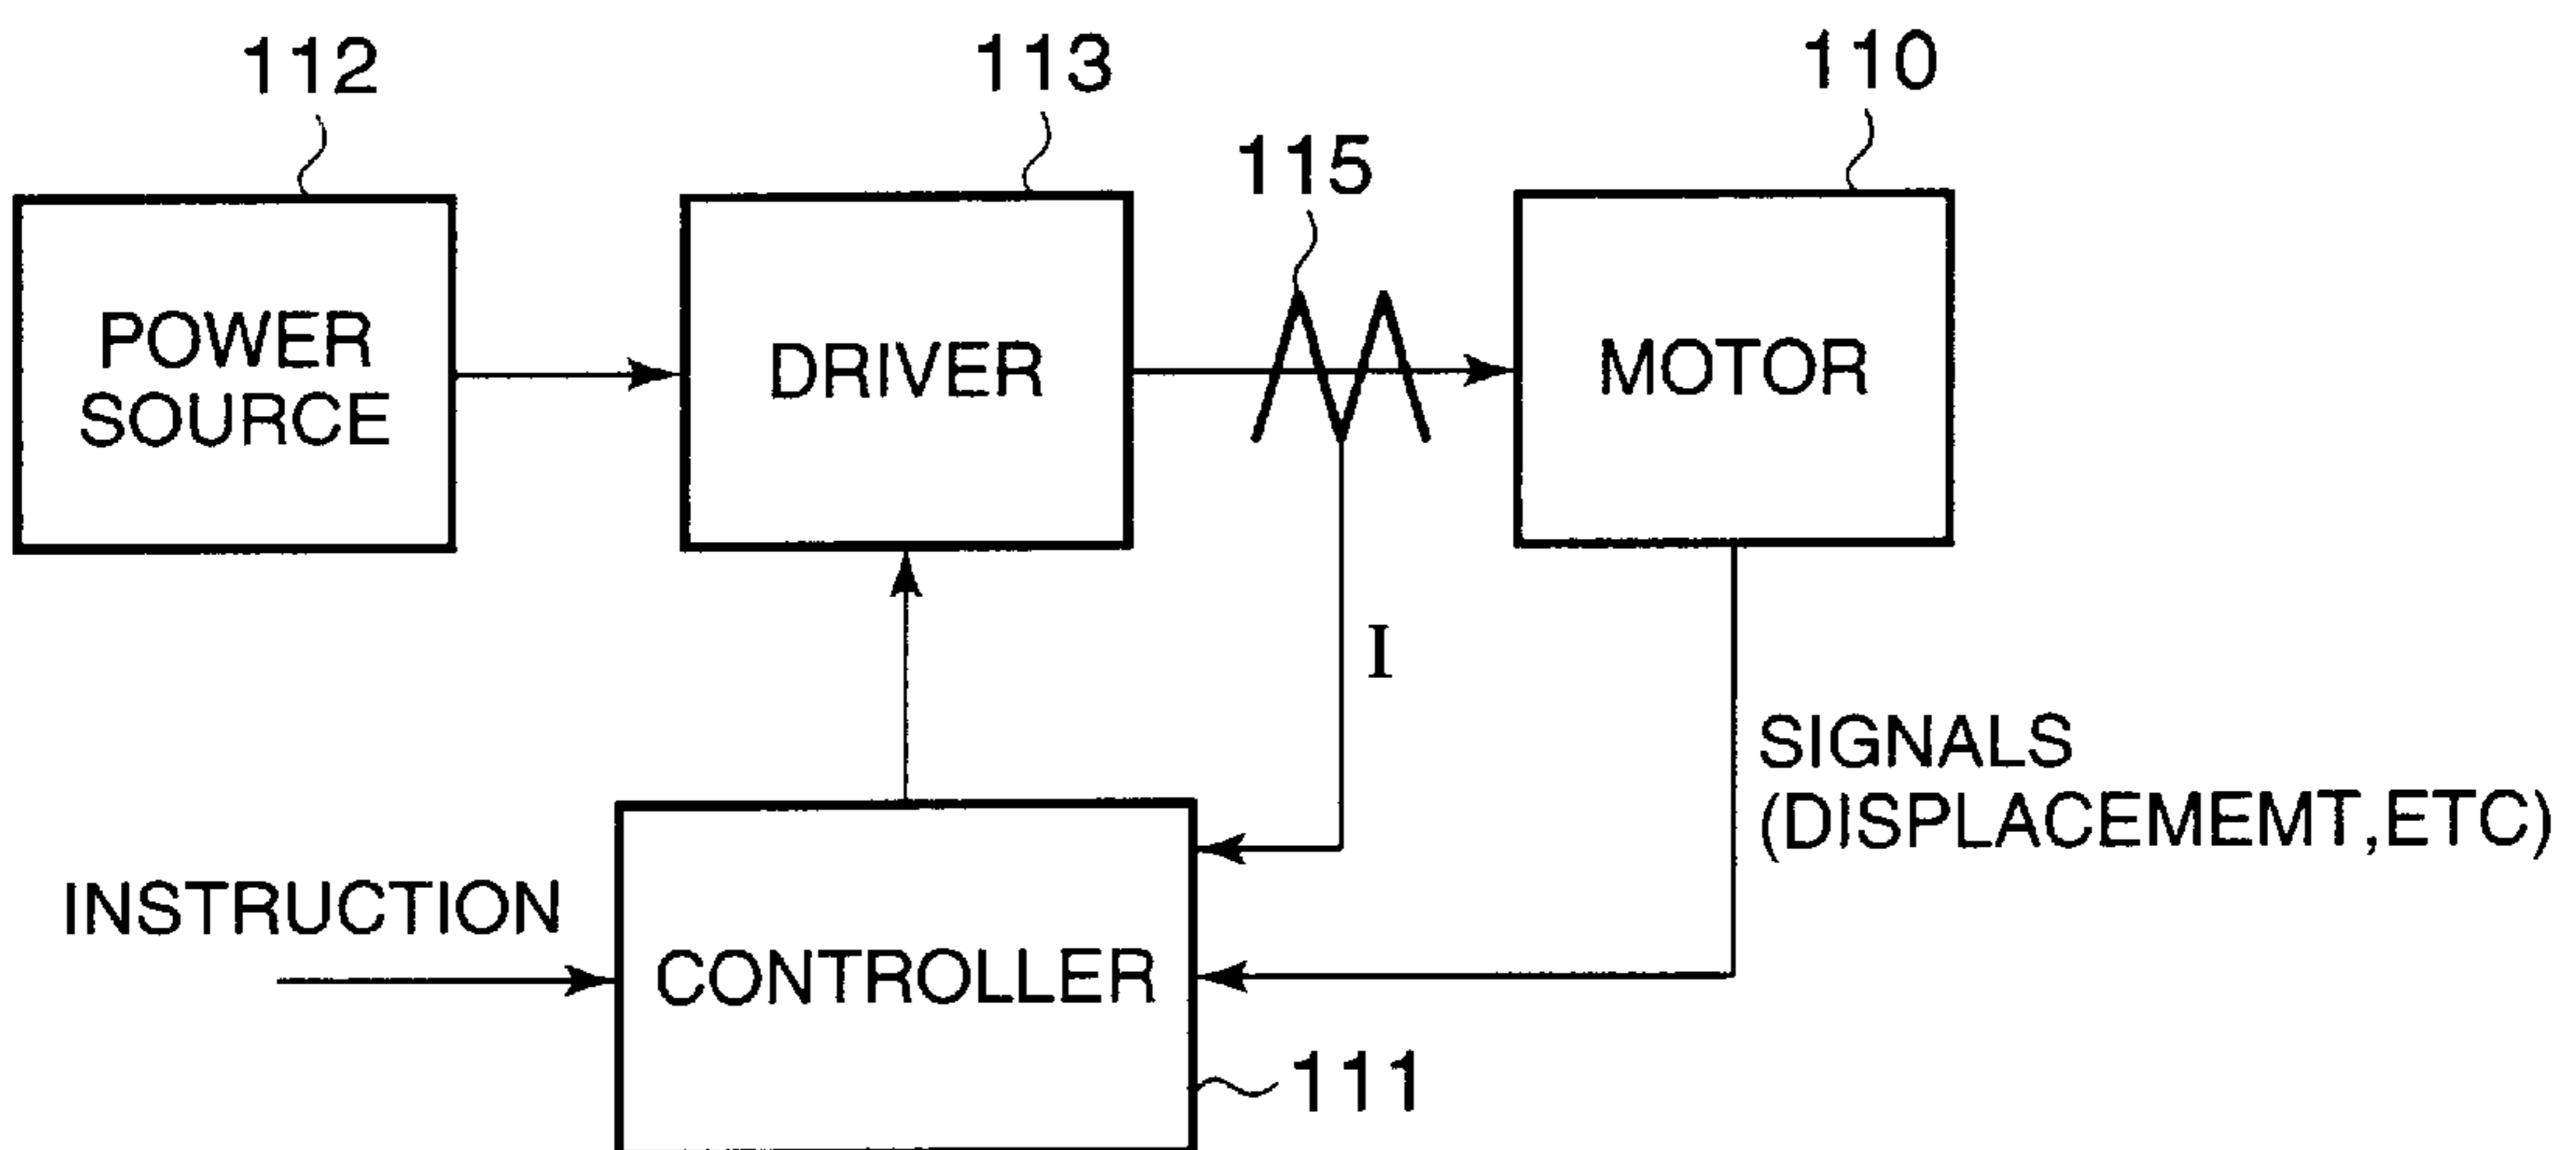 112
113
110
115
POWER
SOURCE
DRIVER
MOTOR
I
SIGNALS
(DISPLACEMEMT,ETC)
INSTRUCTION
CONTROLLER
111